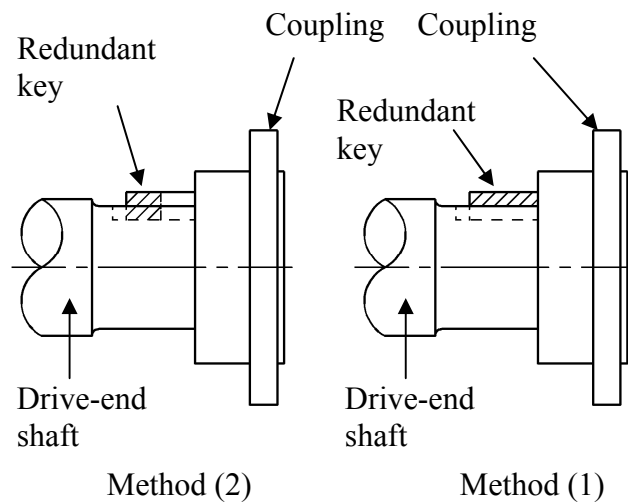 Redundant
key
Coupling
Coupling
Redundant
key
Drive-end
shaft
Drive-end
shaft
Method (2)
Method (1)